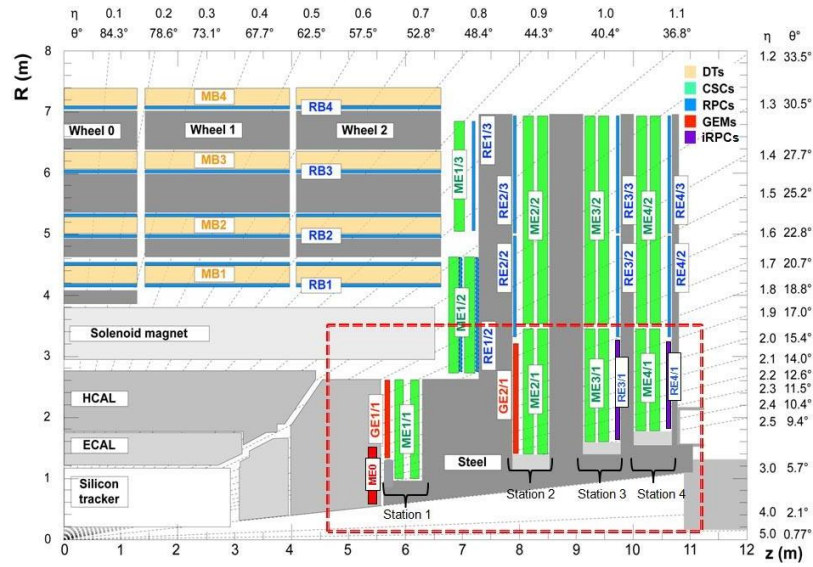 η 0.1 0.2 0.3 0.4 0.5 0.6 0.7 0.8 0.9 1.0 1.1
θ° 84.3° 78.6° 73.1° 67.7° 62.5° 57.5° 52.8° 48.4° 44.3° 40.4° 36.8° η θ°
R (m)
8
7
6
5
4
3
2
1
0
1.2 33.5°
1.3 30.5°
1.4 27.7°
1.5 25.2°
1.6 22.8°
1.7 20.7°
1.8 18.8°
1.9 17.0°
2.0 15.4°
2.1 14.0°
2.2 12.6°
2.3 11.5°
2.4 10.4°
2.5 9.4°
3.0 5.7°
4.0 2.1°
5.0 0.77°
DTs
CSCs
RPCs
GEMs
iRPCs
MB4
RB4
Wheel 0
Wheel 1
Wheel 2
MB3
RB3
MB2
RB2
MB1
RB1
Solenoid magnet
HCAL
ECAL
Silicon
tracker
Steel
ME1/3
RE1/3
ME1/2
RE1/2
RE2/3
RE2/2
ME2/2
ME3/2
RE3/3
RE3/2
ME4/2
RE4/3
RE4/2
GE1/1
ME1/1
ME0
GE2/1
ME2/1
ME3/1
RE3/1
ME4/1
RE4/1
Station 1
Station 2
Station 3
Station 4
0 1 2 3 4 5 6 7 8 9 10 11 12
z (m)